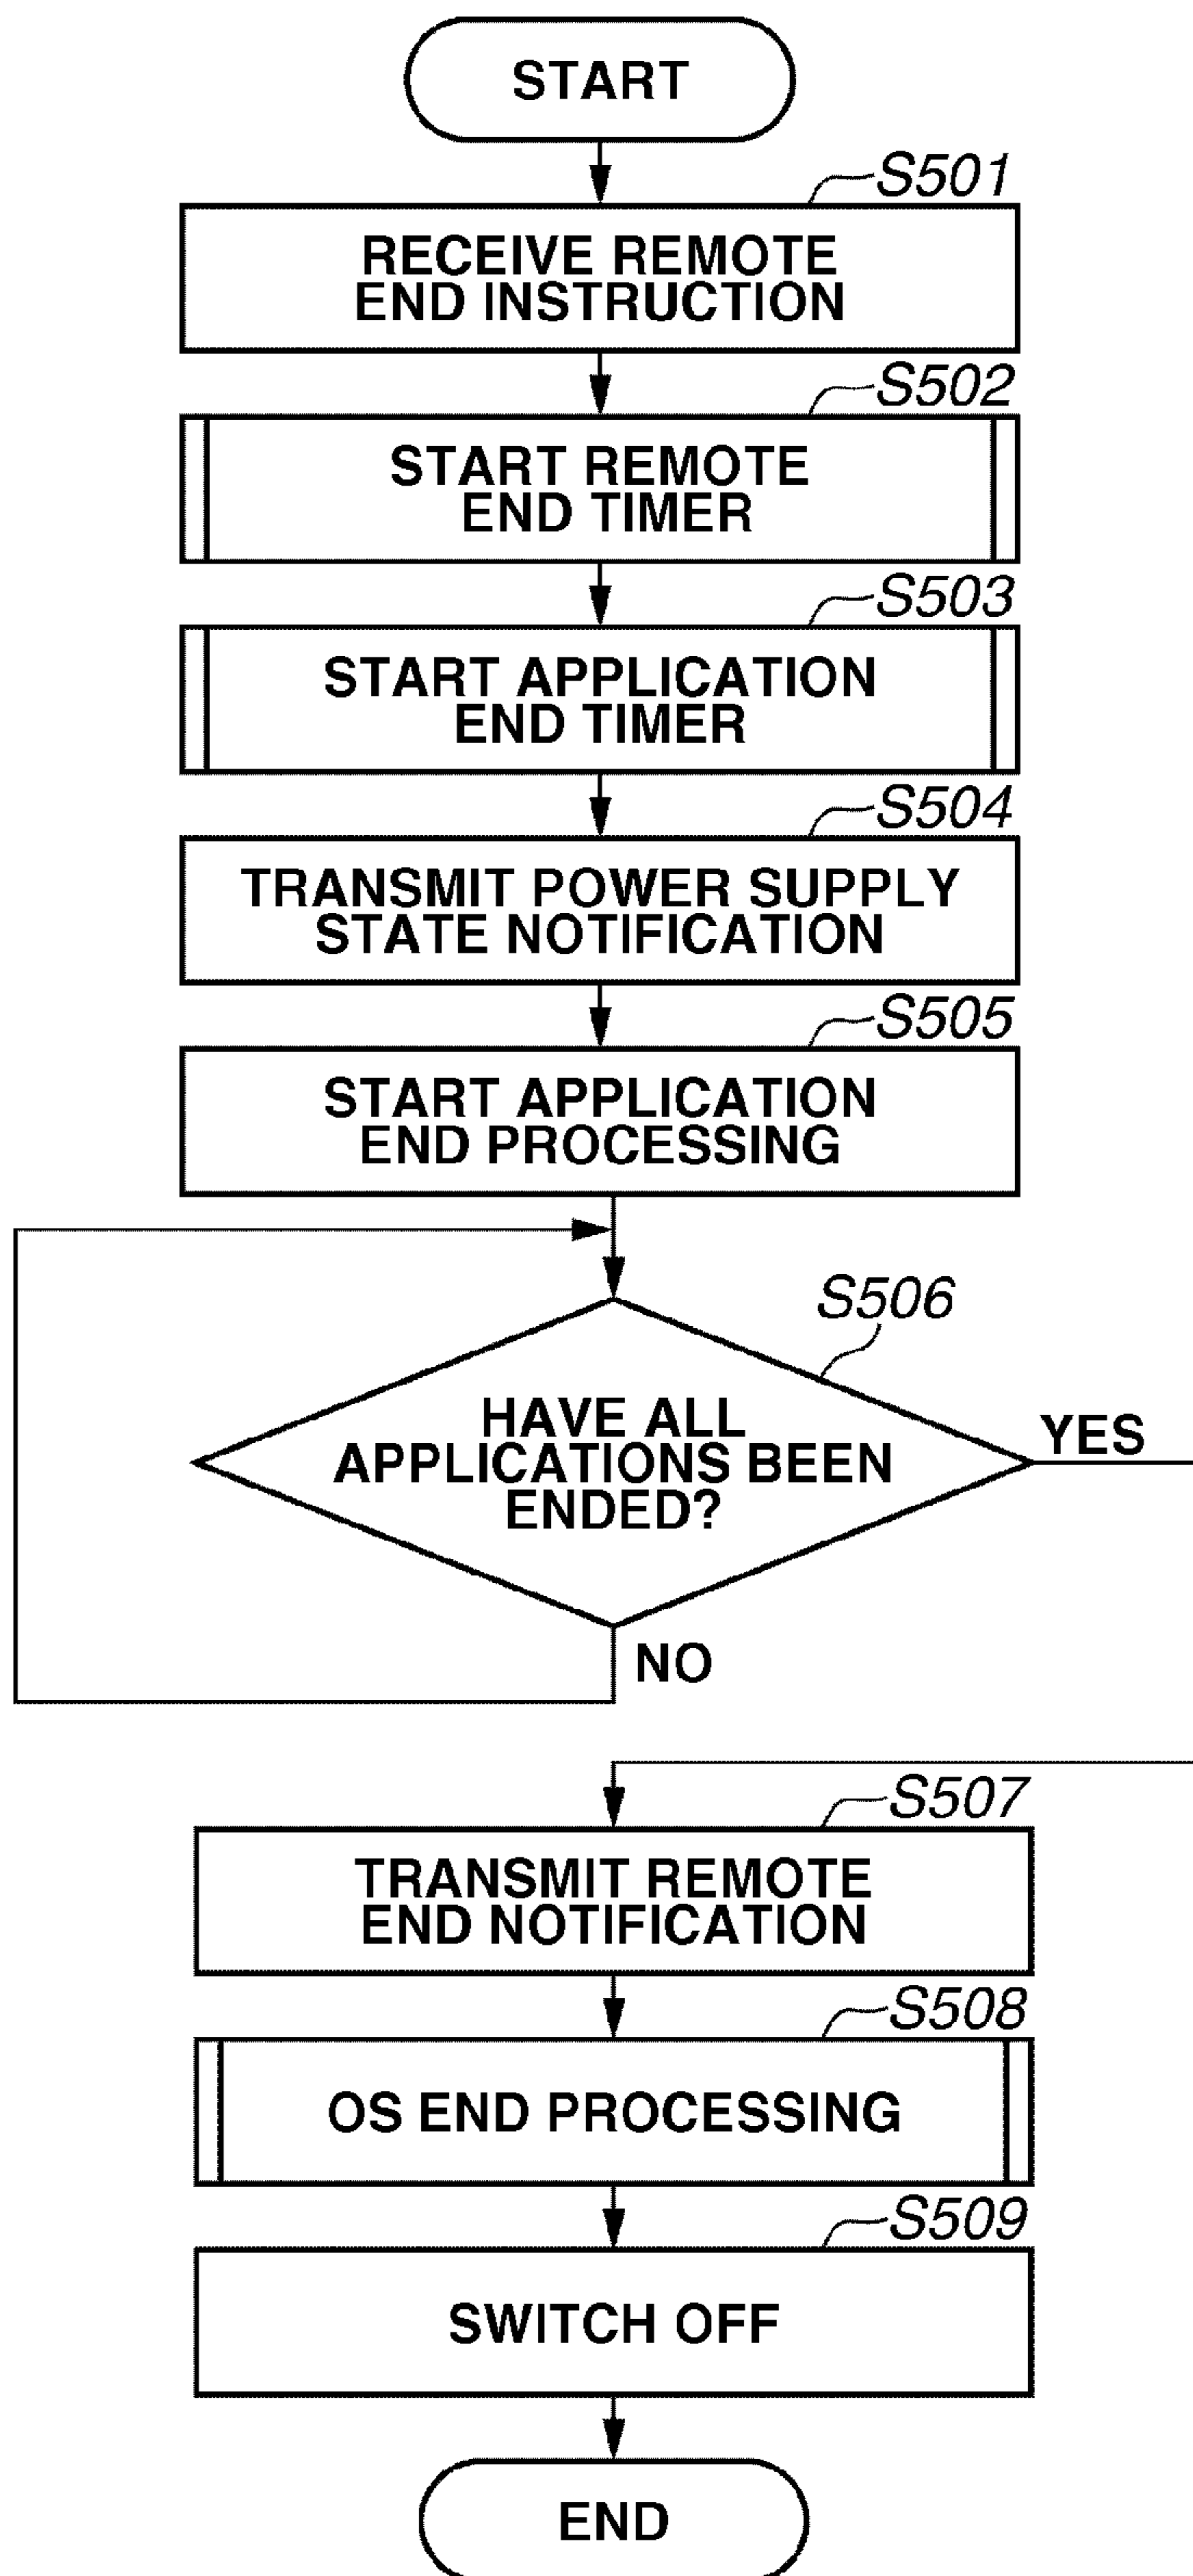 START
S501
RECEIVE REMOTE
END INSTRUCTION
S502
START REMOTE
END TIMER
S503
START APPLICATION
END TIMER
S504
TRANSMIT POWER SUPPLY
STATE NOTIFICATION
S505
START APPLICATION
END PROCESSING
S506
HAVE ALL
APPLICATIONS BEEN
ENDED?
YES
NO
S507
TRANSMIT REMOTE
END NOTIFICATION
S508
OS END PROCESSING
S509
SWITCH OFF
END